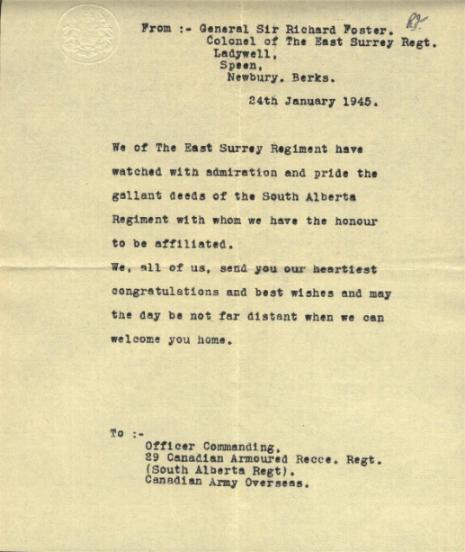 From :- General Sir Richard Foster.
Colonel of The East Surrey Regt.
Ladywell,
Speen,
Newbury. Berks.
24th January 1945.
We of The East Surrey Regiment have
watched with admiration and pride the
gallant deeds of the South Alberta
Regiment with whom we have the honour
to be affiliated.
We, all of us, send you our heartiest
congratulations and best wishes and may
the day be not far distant when we can
welcome you home.
To :-
Officer Commanding,
29 Canadian Armoured Recce. Regt.
(South Alberta Regt).
Canadian Army Overseas.